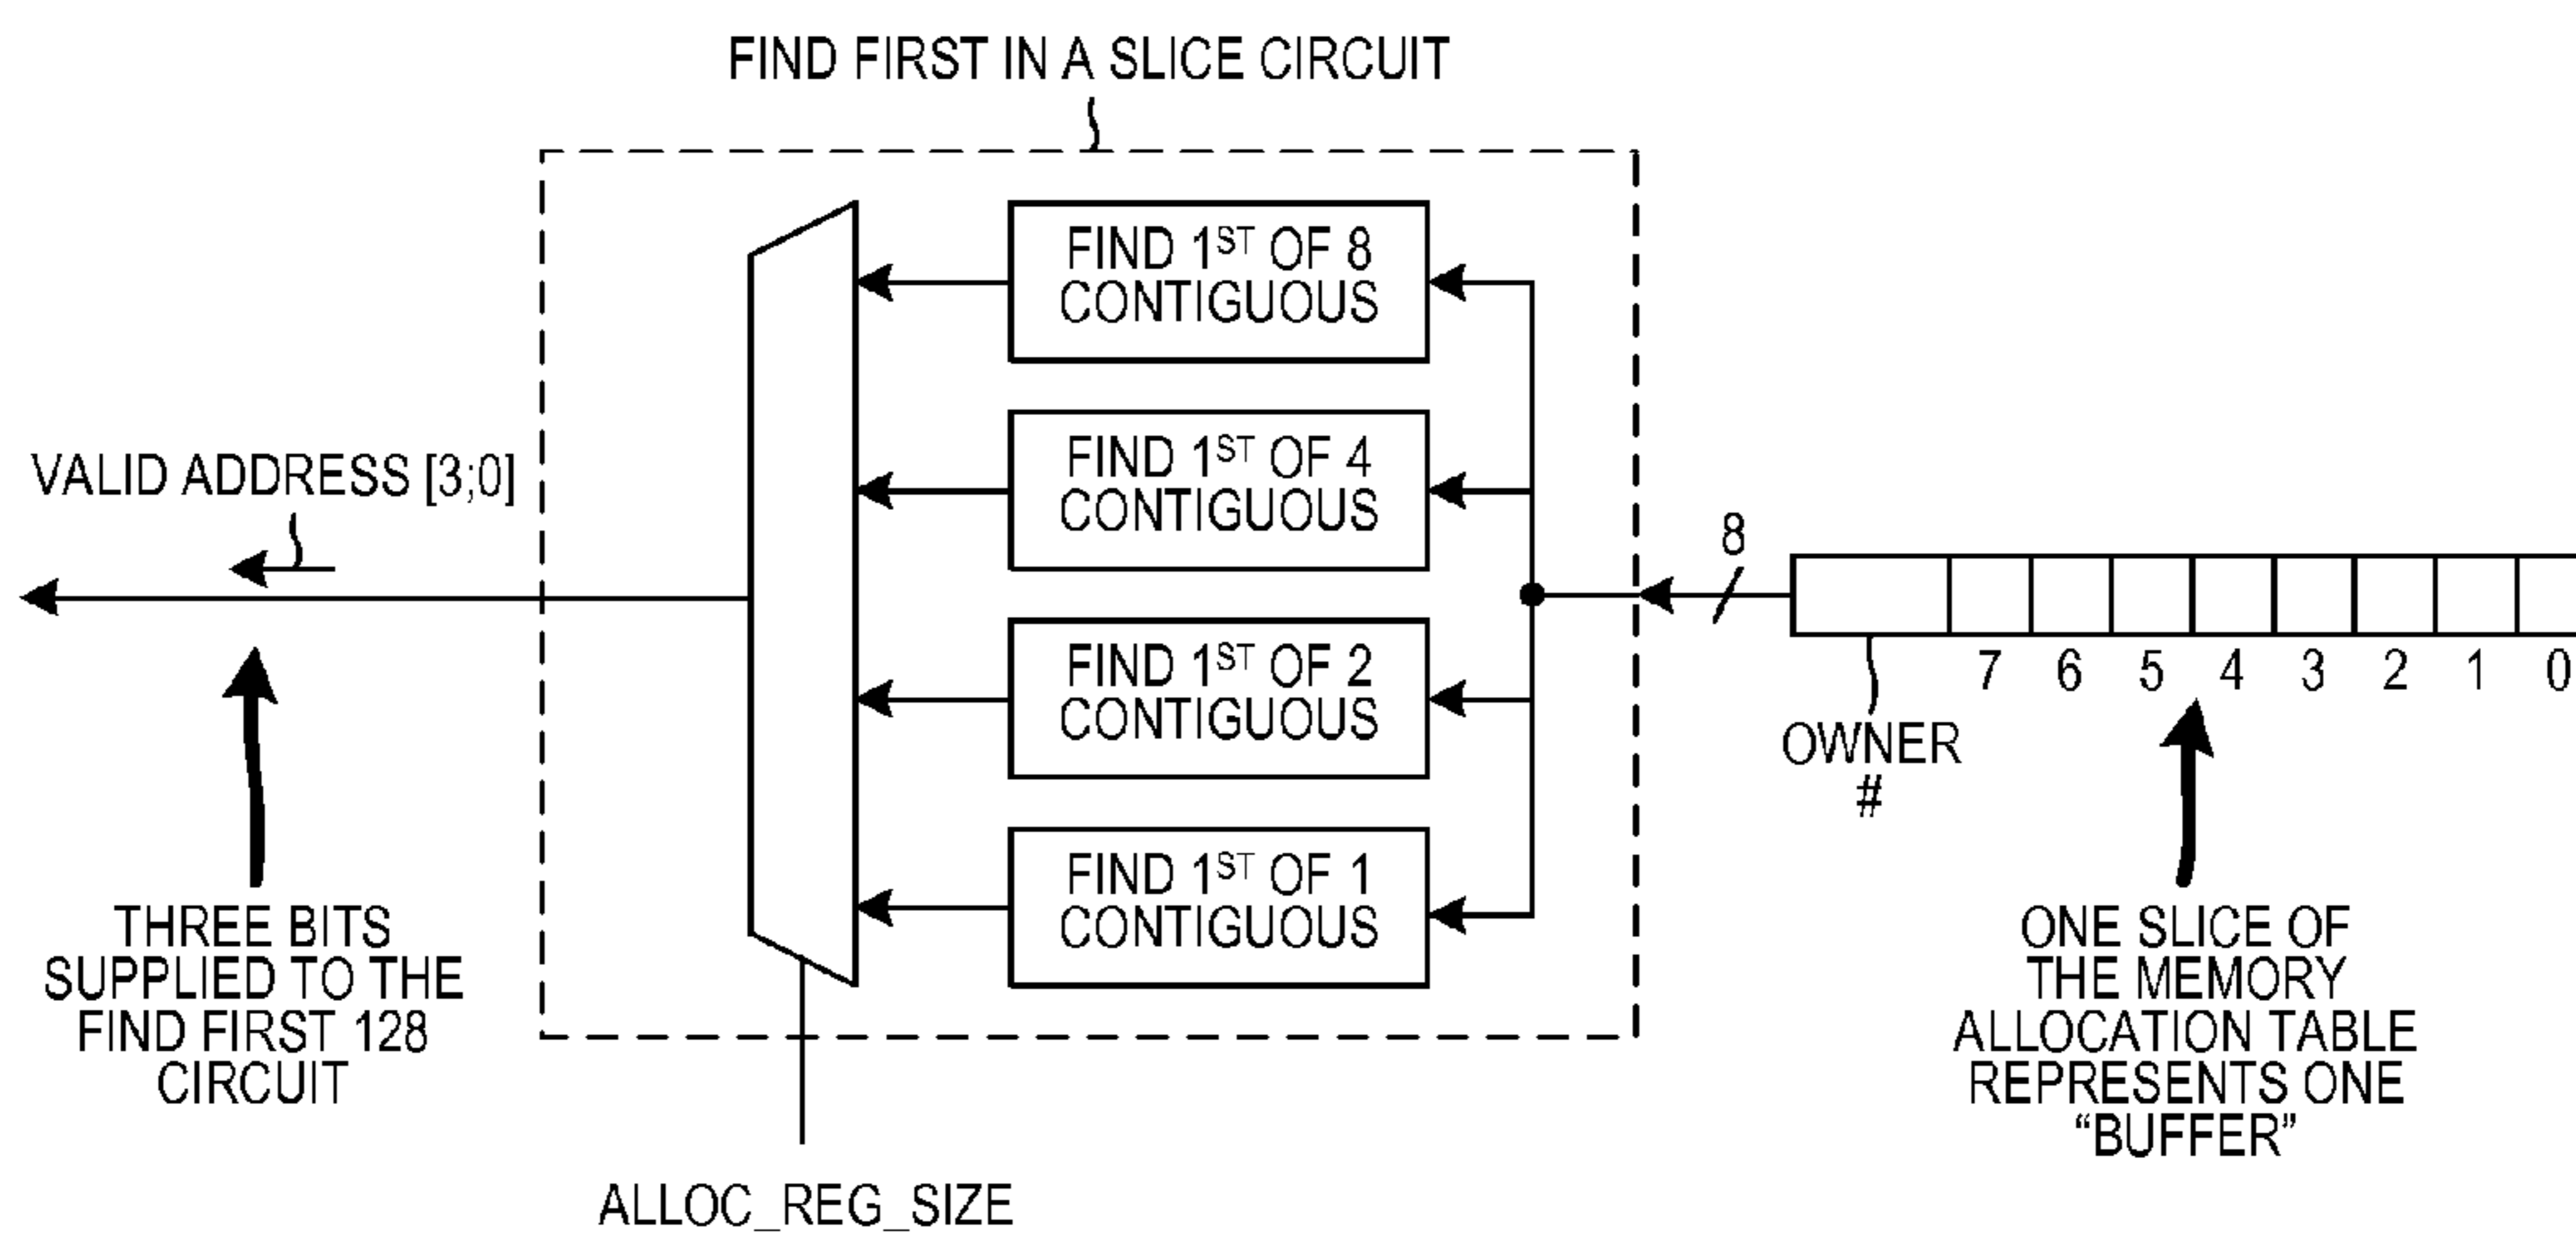 FIND FIRST IN A SLICE CIRCUIT
FIND 1ST OF 8
CONTIGUOUS
FIND 1ST OF 4
CONTIGUOUS
FIND 1ST OF 2
CONTIGUOUS
FIND 1ST OF 1
CONTIGUOUS
VALID ADDRESS [3;0]
THREE BITS
SUPPLIED TO THE
FIND FIRST 128
CIRCUIT
ALLOC_REG_SIZE
8
7 6 5 4 3 2 1 0
OWNER
#
ONE SLICE OF
THE MEMORY
ALLOCATION TABLE
REPRESENTS ONE
“BUFFER”